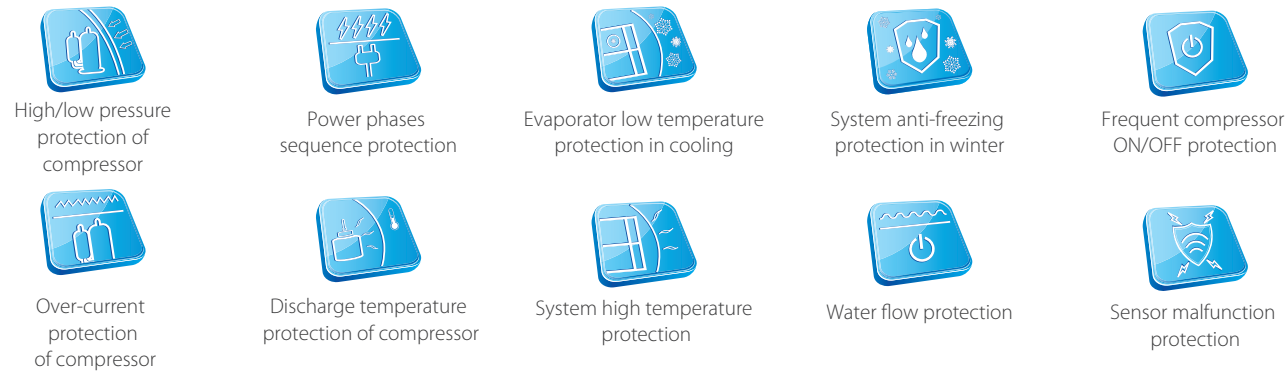 High/low pressure
protection of
compressor
Power phases
sequence protection
Evaporator low temperature
protection in cooling
System anti-freezing
protection in winter
Frequent compressor
ON/OFF protection
Over-current
protection
of compressor
Discharge temperature
protection of compressor
System high temperature
protection
Water flow protection
Sensor malfunction
protection